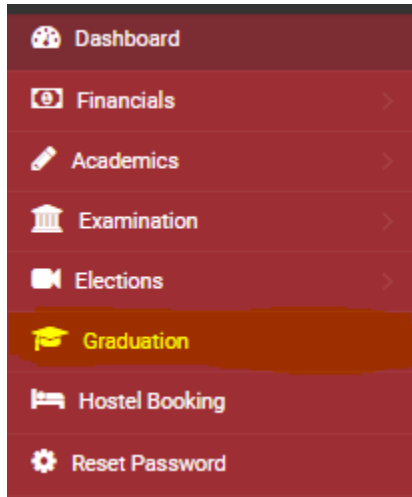 Dashboard
Financials
Academics
Examination
Elections
Graduation
Hostel Booking
Reset Password